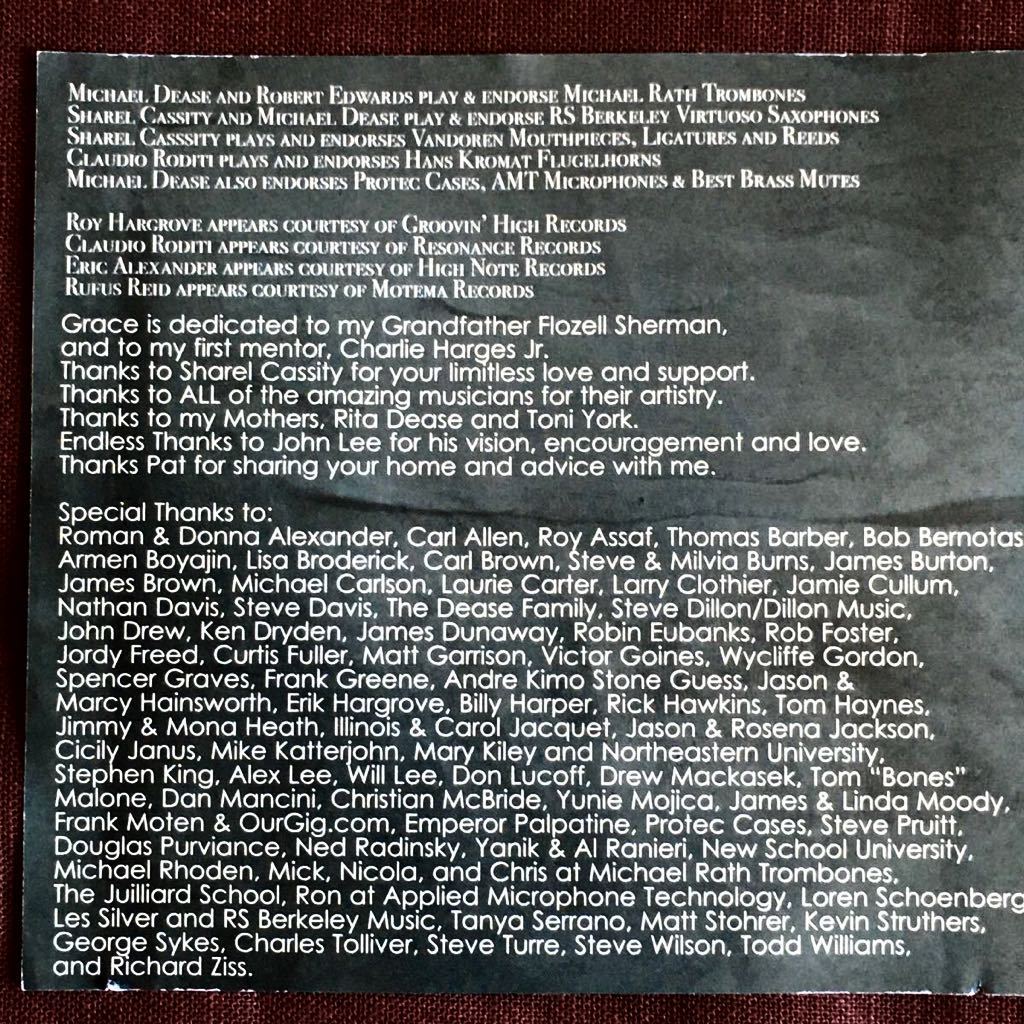 MICHAEL DEASE AND ROBERT EDWARDS PLAY & ENDORSE MICHAEL RATH TROMBONES
SHAREL CASSITY AND MICHAEL DEASE PLAY & ENDORSE RS BERKELEY VIRTUOSO SAXOPHONES
SHAREL CASSSITY PLAYS AND ENDORSES VANDOREN MOUTHPIECES, LIGATURES AND REEDS
CLAUDIO RODITI PLAYS AND ENDORSES HANS KROMAT FLUGELHORNS
MICHAEL DEASE ALSO ENDORSES PROTEC CASES, AMT MICROPHONES & BEST BRASS MUTES
ROY HARGROVE APPEARS COURTESY OF GROOVIN' HIGH RECORDS
CLAUDIO RODITI APPEARS COURTESY OF RESONANCE RECORDS
ERIC ALEXANDER APPEARS COURTESY OF HIGH NOTE RECORDS
RUFUS REID APPEARS COURTESY OF MOTEMA RECORDS
Grace is dedicated to my Grandfather Flozell Sherman,
and to my first mentor, Charlie Harges Jr.
Thanks to Sharel Cassity for your limitless love and support.
Thanks to ALL of the amazing musicians for their artistry.
Thanks to my Mothers, Rita Dease and Toni York.
Endless Thanks to John Lee for his vision, encouragement and love.
Thanks Pat for sharing your home and advice with me.
Special Thanks to:
Roman & Donna Alexander, Carl Allen, Roy Assaf, Thomas Barber, Bob Bernotas
Armen Boyajin, Lisa Broderick, Carl Brown, Steve & Milvia Burns, James Burton,
James Brown, Michael Carlson, Laurie Carter, Larry Clothier, Jamie Cullum,
Nathan Davis, Steve Davis, The Dease Family, Steve Dillon/Dillon Music,
John Drew, Ken Dryden, James Dunaway, Robin Eubanks, Rob Foster,
Jordy Freed, Curtis Fuller, Matt Garrison, Victor Goines, Wycliffe Gordon,
Spencer Graves, Frank Greene, Andre Kimo Stone Guess, Jason &
Marcy Hainsworth, Erik Hargrove, Billy Harper, Rick Hawkins, Tom Haynes,
Jimmy & Mona Heath, Illinois & Carol Jacquet, Jason & Rosena Jackson,
Cicily Janus, Mike Katterjohn, Mary Kiley and Northeastern University,
Stephen King, Alex Lee, Will Lee, Don Lucoff, Drew Mackasek, Tom "Bones"
Malone, Dan Mancini, Christian McBride, Yunie Mojica, James & Linda Moody,
Frank Moten & OurGig.com, Emperor Palpatine, Protec Cases, Steve Pruitt,
Douglas Purviance, Ned Radinsky, Yanik & Al Ranieri, New School University,
Michael Rhoden, Mick, Nicola, and Chris at Michael Rath Trombones,
The Juilliard School, Ron at Applied Microphone Technology, Loren Schoenberg
Les Silver and RS Berkeley Music, Tanya Serrano, Matt Stohrer, Kevin Struthers,
George Sykes, Charles Tolliver, Steve Turre, Steve Wilson, Todd Williams,
and Richard Ziss.